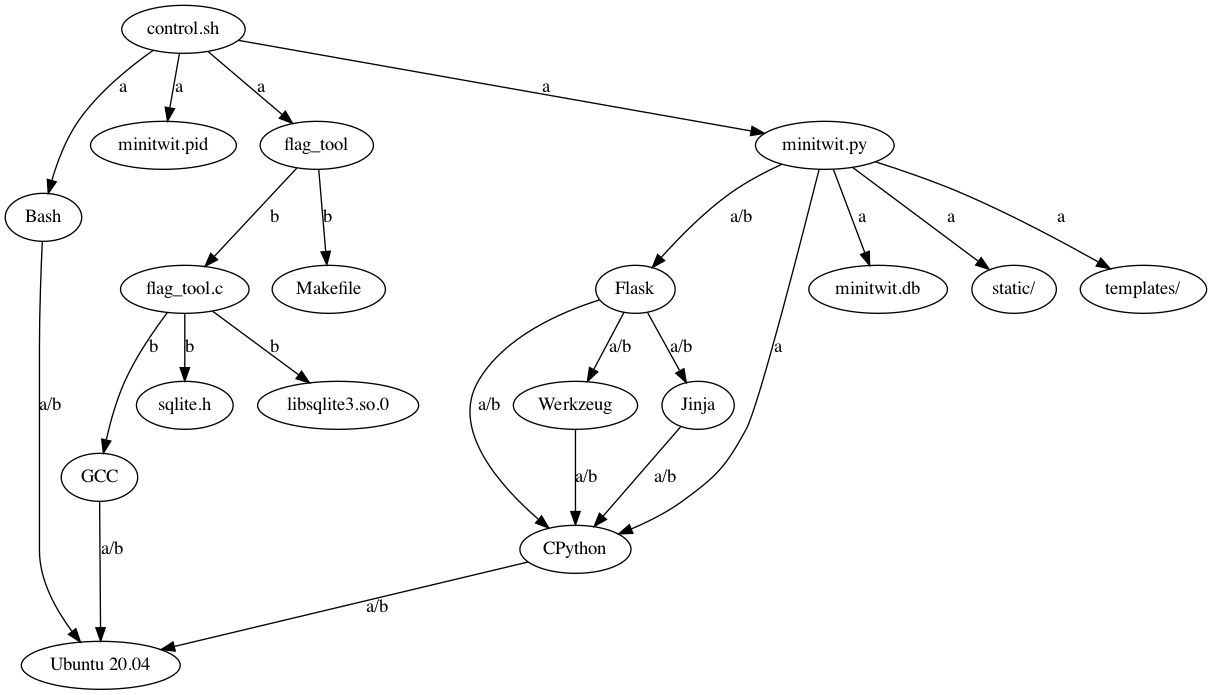 control.sh
a
a
a
a
minitwit.pid
flag_tool
minitwit.py
Bash
b
b
a/b
a
a
a
flag_tool.c
Makefile
Flask
minitwit.db
static/
templates/
b
b
b
a/b
a/b
a
a/b
sqlite.h
libsqlite3.so.0
a/b
Werkzeug
Jinja
GCC
a/b
a/b
a/b
CPython
a/b
Ubuntu 20.04